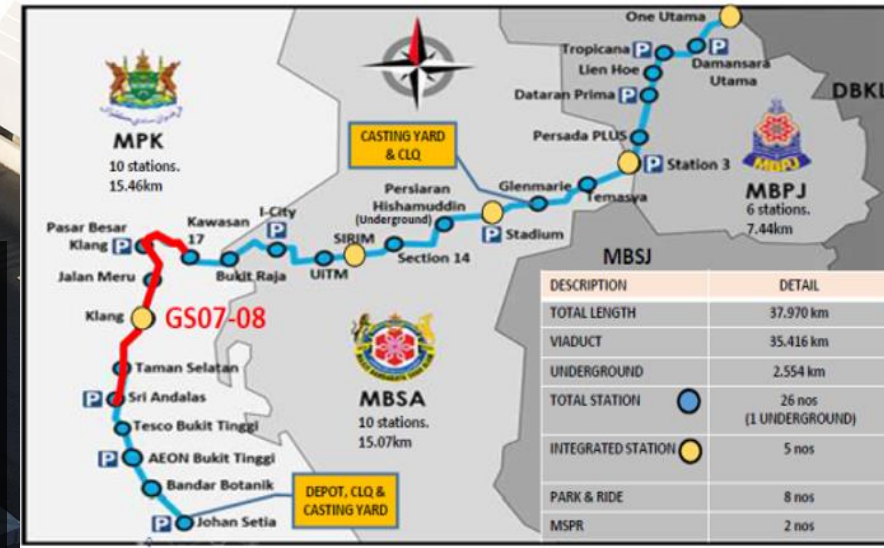 One Utama
Tropicana P
P Damansara
Utama
Lien Hoe
Dataran Prima P
DBKL
Persada PLUS
MBPJ
P Station 3
MBPJ
6 stations.
7.44km
MPK
10 stations.
15.46km
CASTING YARD
& CLQ
Glenmarie
Temasya
Persiaran
Hishamuddin
(Underground)
P Stadium
I-City
P
Kawasan
17
Pasar Besar
Klang P
SIRIM
Section 14
UiTM
Bukit Raja
Jalan Meru
Klang
GS07-08
Taman Selatan
P Sri Andalas
Tesco Bukit Tinggi
P AEON Bukit Tinggi
Bandar Botanik
P Johan Setia
DEPOT, CLQ &
CASTING YARD
MBSA
10 stations.
15.07km
MBSJ
DESCRIPTION DETAIL
TOTAL LENGTH 37.970 km
VIADUCT 35.416 km
UNDERGROUND 2.554 km
TOTAL STATION 26 nos
(1 UNDERGROUND)
INTEGRATED STATION 5 nos
PARK & RIDE 8 nos
MSPR 2 nos